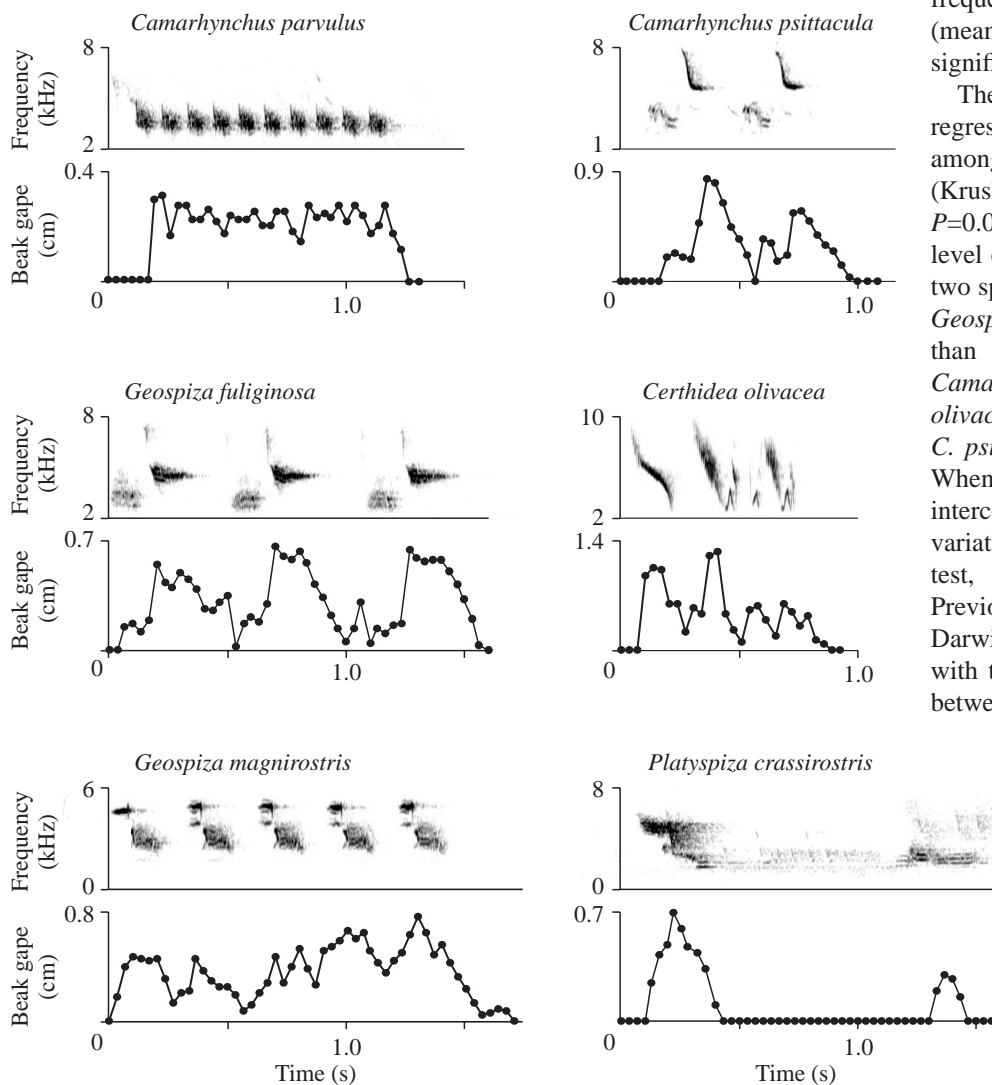 Camarhynchus parvulus
8
Frequency
(kHz)
2
0.4
Beak gape
(cm)
0
1.0
Camarhynchus psittacula
8
1
0.9
0
1.0
Geospiza fuliginosa
8
Frequency
(kHz)
2
0.7
Beak gape
(cm)
0
1.0
Certhidea olivacea
10
2
1.4
0
1.0
Geospiza magnirostris
6
Frequency
(kHz)
0
0.8
Beak gape
(cm)
0
1.0
Time (s)
Platyspiza crassirostris
8
0
0.7
0
1.0
Time (s)
(mean
signifi
The
regres
among
(Krusl
P=0.0
level o
two sp
Geosp
than
Cama
olivac
C. psi
When
interc
variat
test,
Previo
Darwi
with t
betwe